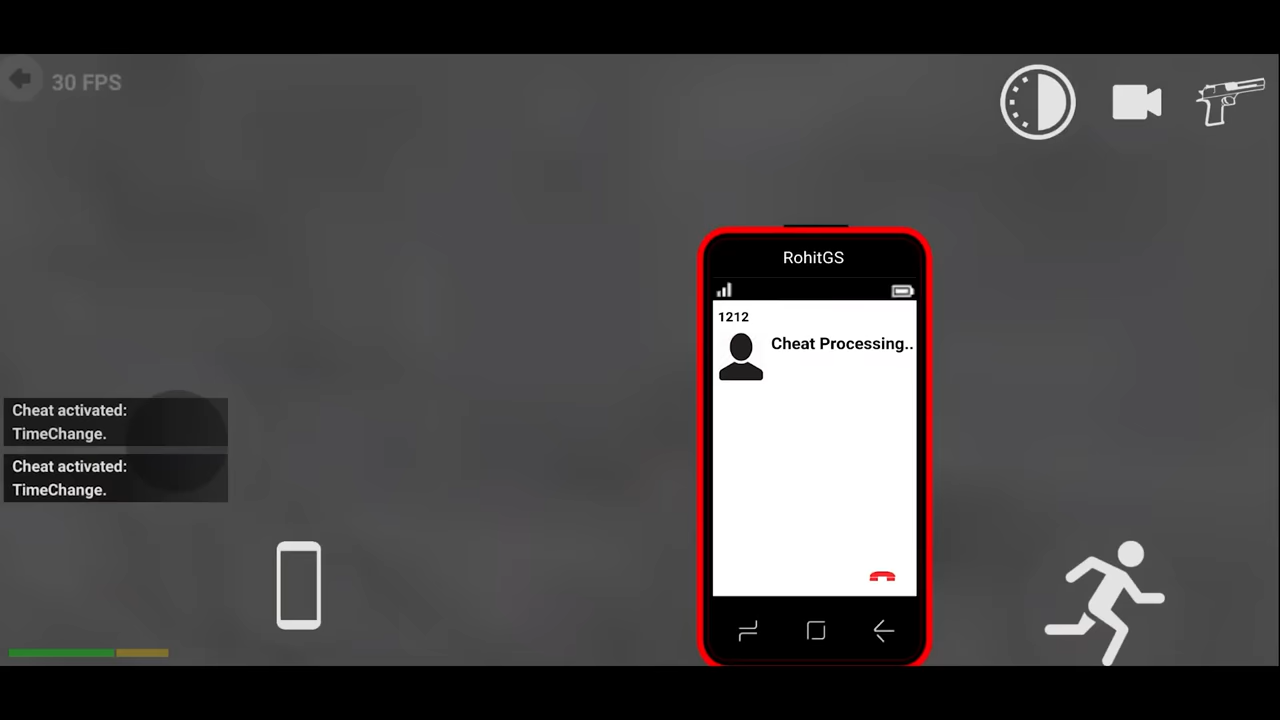 30 FPS
RohitGS
1212
Cheat Processing..
Cheat activated:
TimeChange.
Cheat activated:
TimeChange.